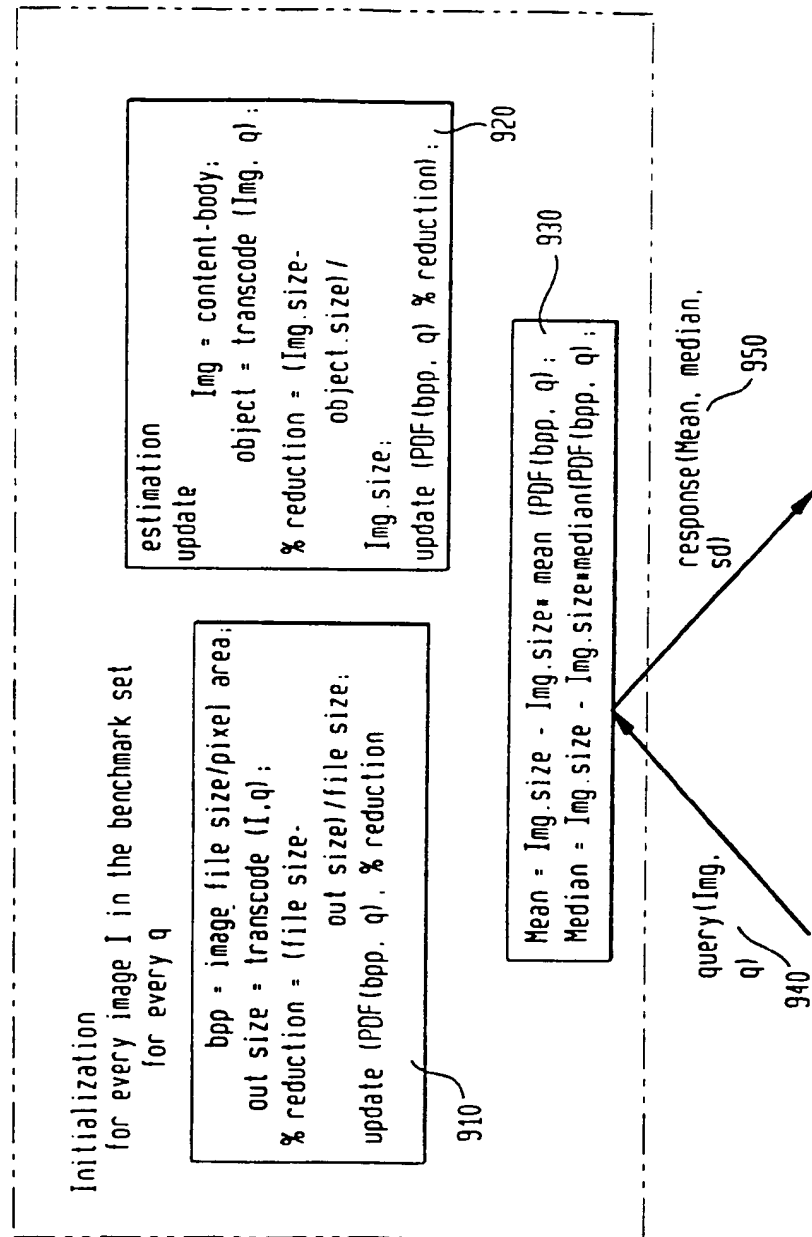 Initialization
for every image I in the benchmark set
for every q
bpp = image file size/pixel area;
out size = transcode (I,q);
% reduction = (file size-
out size)/file size;
update (PDF(bpp, q), % reduction
910
estimation
update
Img = content-body;
object = transcode (Img, q);
% reduction = (Img.size-
object.size)/
Img.size;
update (PDF(bpp, q) % reduction);
920
Mean = Img.size - Img.size* mean (PDF(bpp, q);
Median = Img.size - Img.size*median(PDF(bpp, q);
930
query(Img,
q)
940
response(Mean, median,
sd)
950